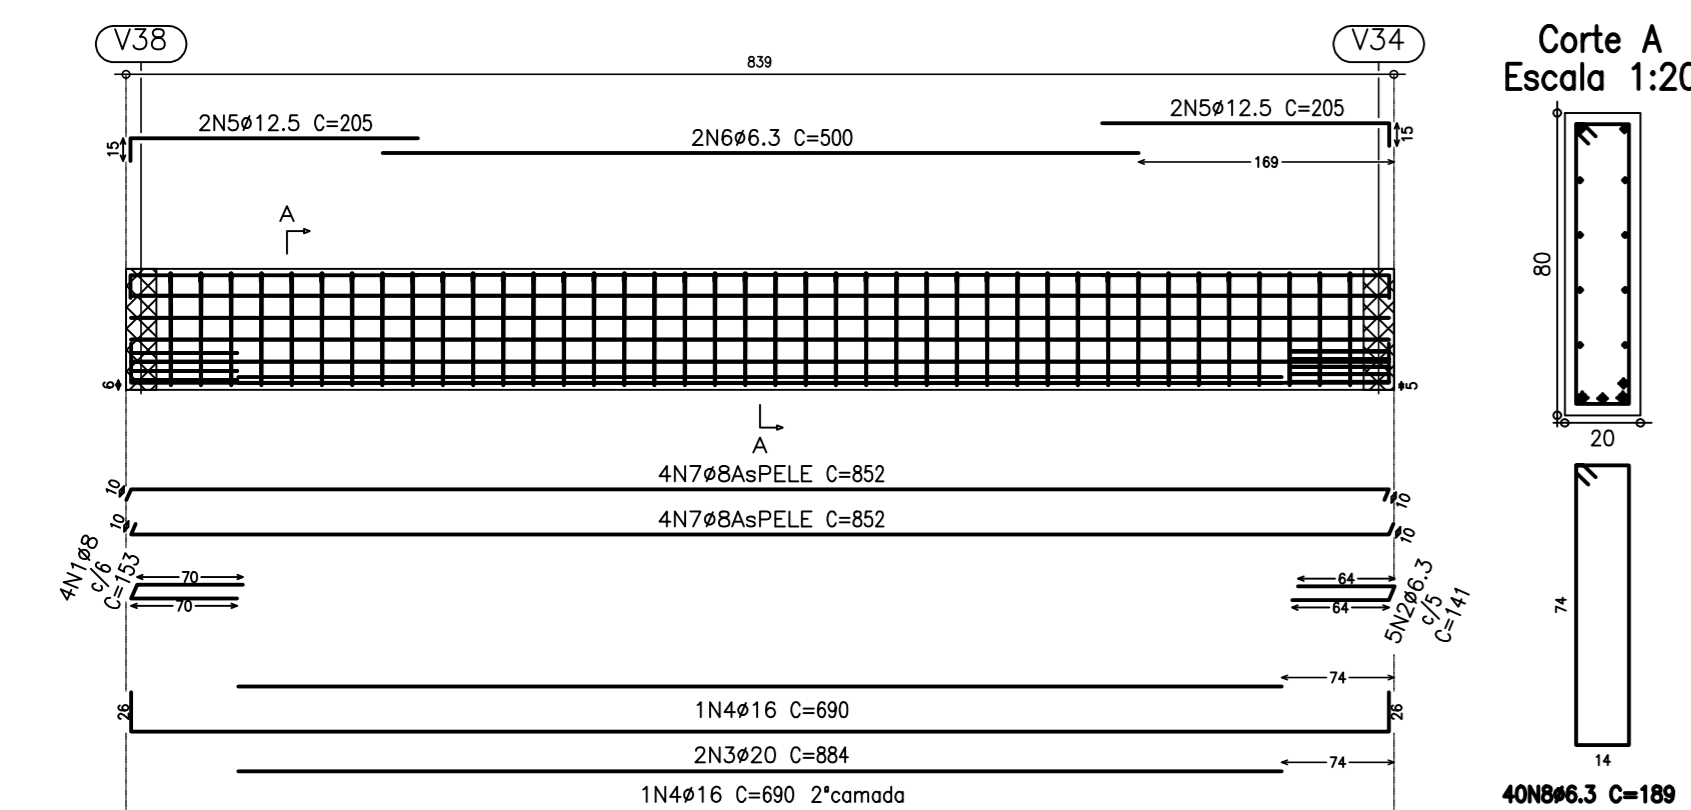 V38
V34
Corte A
Escala 1:20
839
2N5ø12.5 C=205
2N6ø6.3 C=500
2N5ø12.5 C=205
15
15
169
A
80
6
5
A
20
4N7ø8AsPELE C=852
10
10
4N7ø8AsPELE C=852
10
10
4N1ø8
c/6
C=153
70
70
64
64
5N2ø6.3
c/5
C=141
74
74
26
1N4ø16 C=690
26
2N3ø20 C=884
74
14
1N4ø16 C=690 2ªcamada
40N8ø6.3 C=189